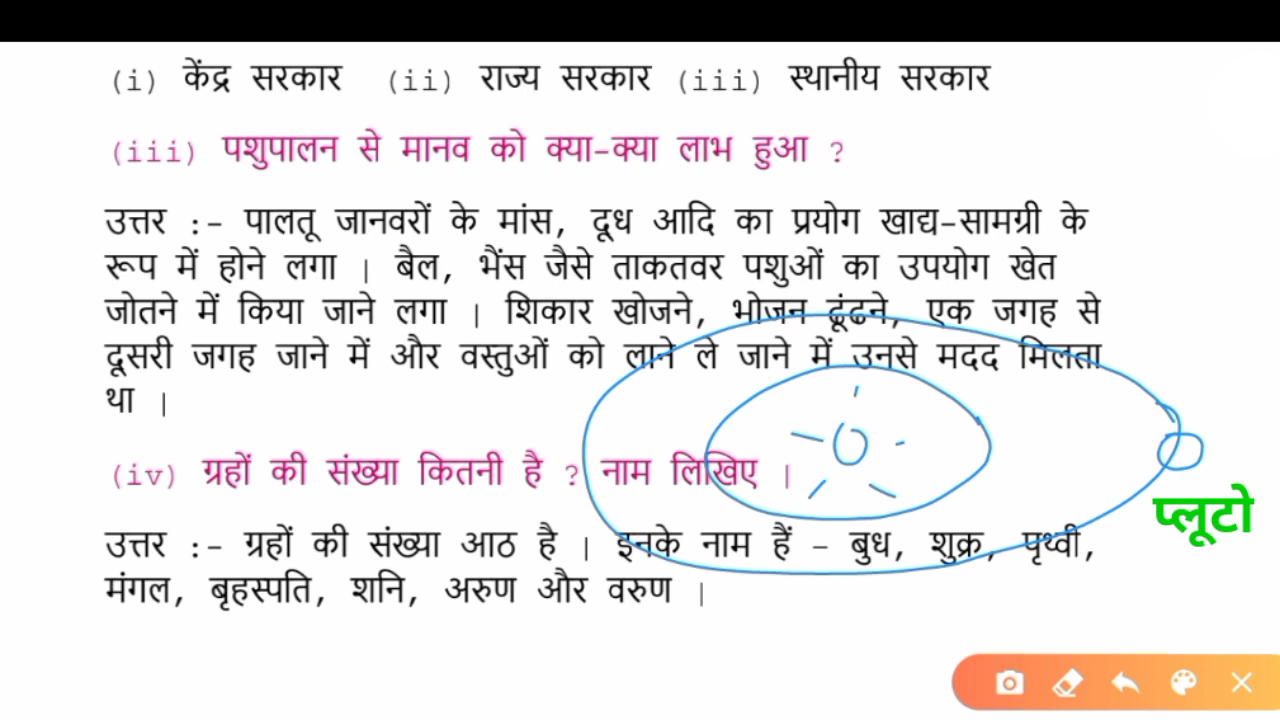 (i) केंद्र सरकार (ii) राज्य सरकार (iii) स्थानीय सरकार
(iii) पशुपालन से मानव को क्या-क्या लाभ हुआ ?
उत्तर :- पालतू जानवरों के मांस, दूध आदि का प्रयोग खाद्य-सामग्री के
रूप में होने लगा | बैल, भैंस जैसे ताकतवर पशुओं का उपयोग खेत
जोतने में किया जाने लगा | शिकार खोजने, भोजन ढूंढने, एक जगह से
दूसरी जगह जाने में और वस्तुओं को लाने ले जाने में उनसे मदद मिलता
था |
(iv) ग्रहों की संख्या कितनी है ? नाम लिखिए |
प्लूटो
उत्तर :- ग्रहों की संख्या आठ है | इनके नाम हैं - बुध, शुक्र, पृथ्वी,
मंगल, बृहस्पति, शनि, अरुण और वरुण |